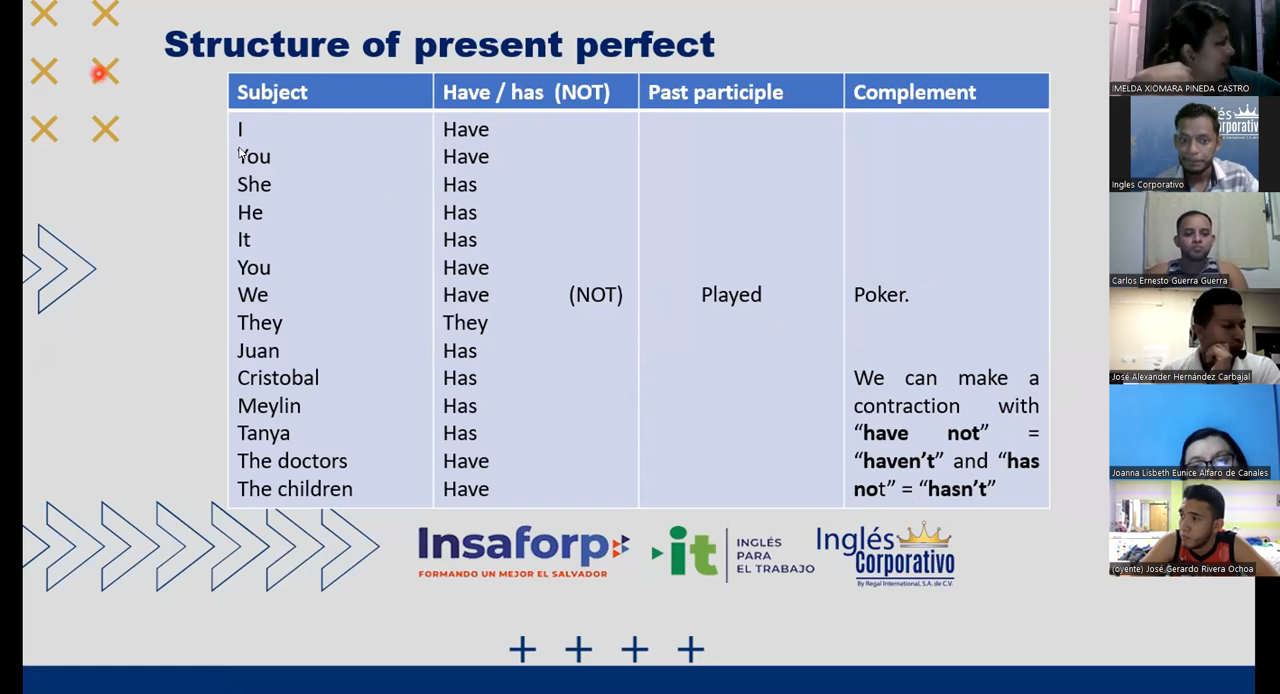 Structure of present perfect
Subject Have / has (NOT) Past participle Complement
I Have
You Have
She Has
He Has
It Has
You Have
We Have (NOT) Played Poker.
They They
Juan Has
Cristobal Has
Meylin Has
Tanya Has
The doctors Have
The children Have
We can make a
contraction with
“have not” =
“haven’t” and “has
not” = “hasn’t”
Insaforp
FORMANDO UN MEJOR EL SALVADOR
it
INGLÉS
PARA
EL TRABAJO
Inglés
Corporativo
By Regal International, S.A. de C.V.
IMELDA XIOMARA PINEDA CASTRO
és
rporativo
Ingles Corporativo
Carlos Ernesto Guerra Guerra
José Alexander Hernández Carbajal
Joanna Lisbeth Eunice Alfaro de Canales
(oyente) José Gerardo Rivera Ochoa